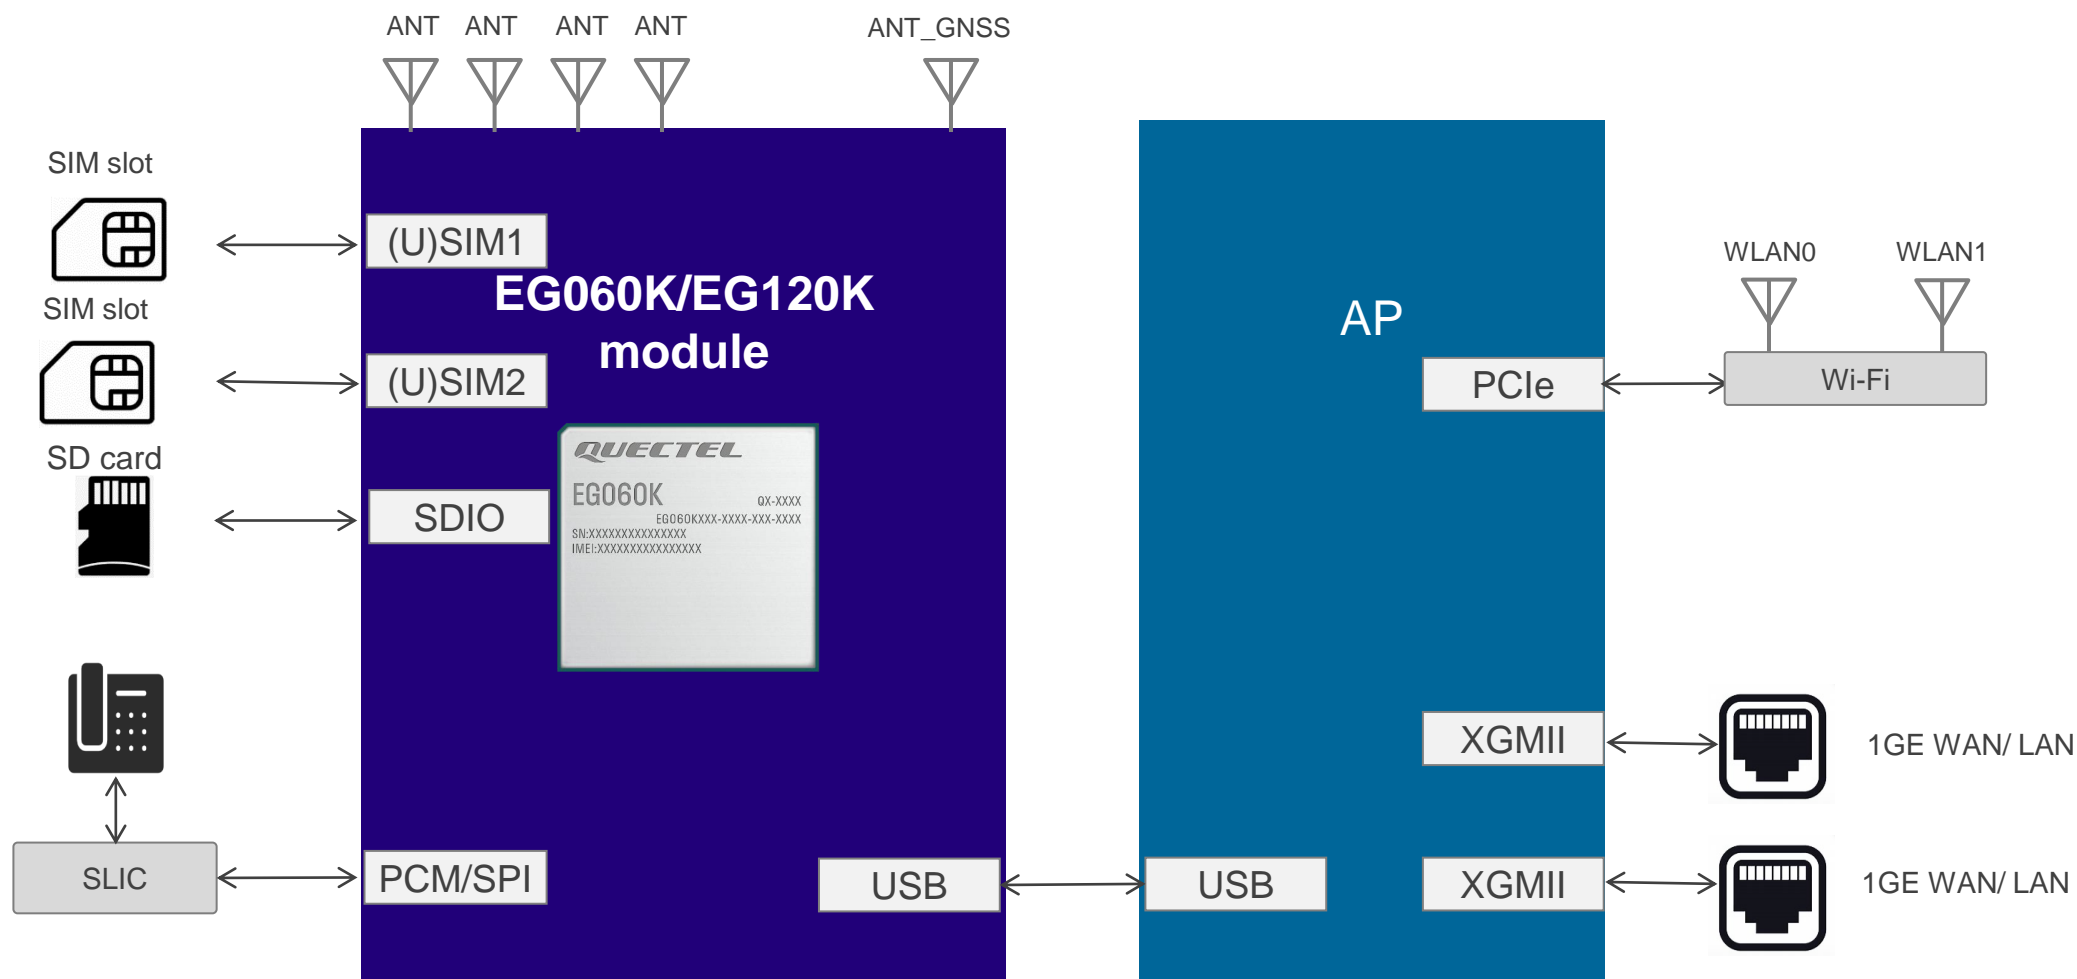 ANT ANT ANT ANT ANT_GNSS
SIM slot
(U)SIM1
SIM slot
(U)SIM2
SD card
SDIO
EG060K/EG120K
module
QUECTEL
EG060K
QX-XXXX
EG060KXXX-XXXX-XXX-XXXX
SN:XXXXXXXXXXXXXXX
IMEI:XXXXXXXXXXXXXXXX
SLIC
PCM/SPI
USB
AP
USB
PCIe
WLAN0 WLAN1
Wi-Fi
XGMII
1GE WAN/ LAN
XGMII
1GE WAN/ LAN